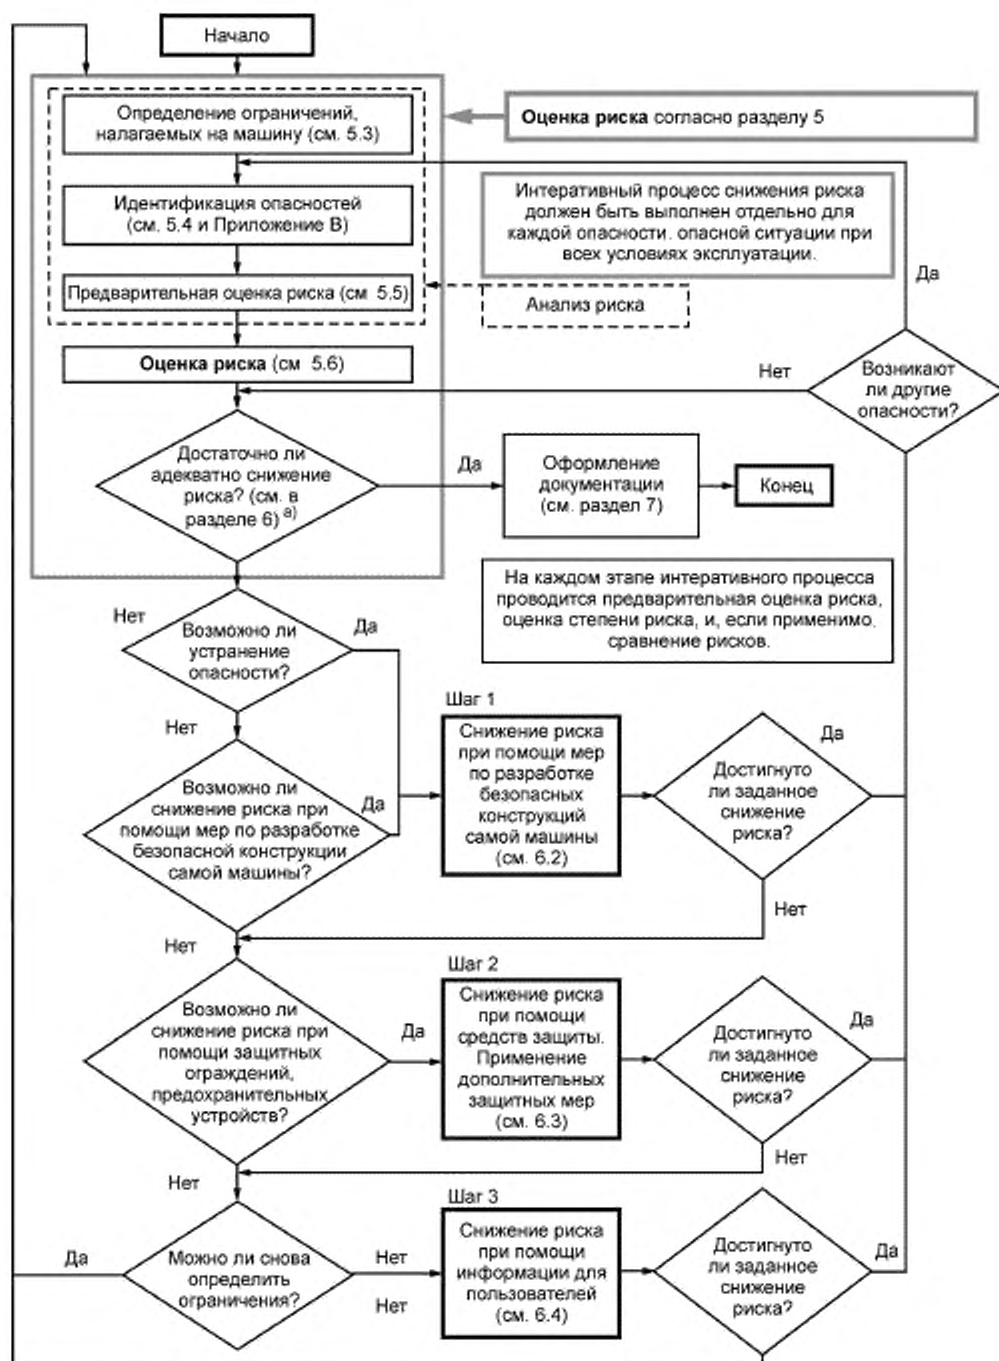 Начало
Определение ограничений,
налагаемых на машину (см. 5.3)
Оценка риска согласно разделу 5
Идентификация опасностей
(см. 5.4 и Приложение В)
Интеративный процесс снижения риска
должен быть выполнен отдельно для
каждой опасности. опасной ситуации при
всех условиях эксплуатации.
Да
Предварительная оценка риска (см 5.5)
Анализ риска
Оценка риска (см 5.6)
Нет
Возникают
ли другие
опасности?
Достаточно ли
адекватно снижение
риска? (см. в
разделе 6) а)
Да
Оформление
документации
(см. раздел 7)
Конец
На каждом этапе интеративного процесса
проводится предварительная оценка риска,
оценка степени риска, и, если применимо.
сравнение рисков.
Нет
Возможно ли
устранение
опасности?
Да
Нет
Шаг 1
Возможно ли
снижение риска при
помощи мер по разработке
безопасной конструкции
самой машины?
Да
Снижение риска
при помощи мер
по разработке
безопасных
конструкций
самой машины
(см. 6.2)
Достигнуто
ли заданное
снижение
риска?
Да
Нет
Нет
Шаг 2
Возможно ли
снижение риска при
помощи защитных
ограждений,
предохранительных
устройств?
Да
Снижение риска
при помощи
средств защиты.
Применение
дополнительных
защитных мер
(см. 6.3)
Достигнуто
ли заданное
снижение
риска?
Да
Нет
Нет
Шаг 3
Да
Можно ли снова
определить
ограничения?
Нет
Нет
Снижение риска
при помощи
информации для
пользователей
(см. 6.4)
Достигнуто
ли заданное
снижение
риска?
Да